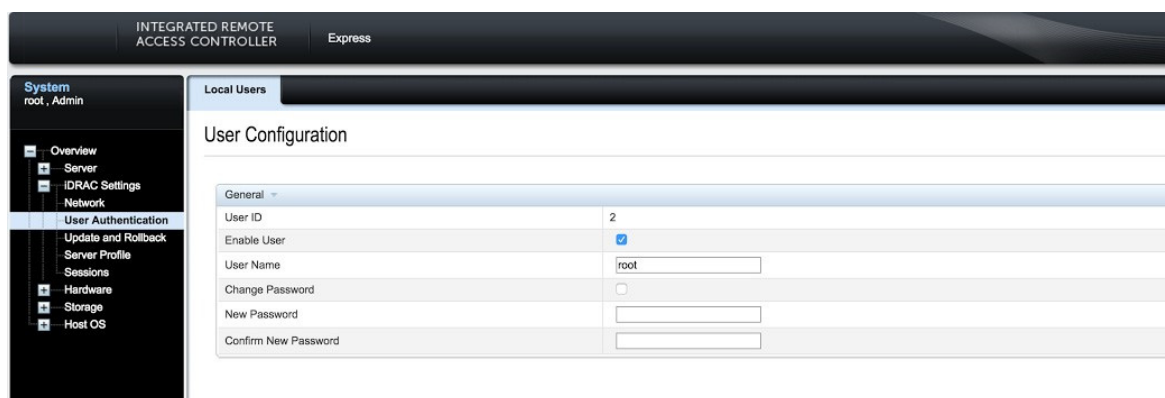 INTEGRATED REMOTE
ACCESS CONTROLLER
Express
System
root , Admin
Overview
Server
iDRAC Settings
Network
User Authentication
Update and Rollback
Server Profile
Sessions
Hardware
Storage
Host OS
Local Users
User Configuration
General
User ID 2
Enable User
User Name root
Change Password
New Password
Confirm New Password